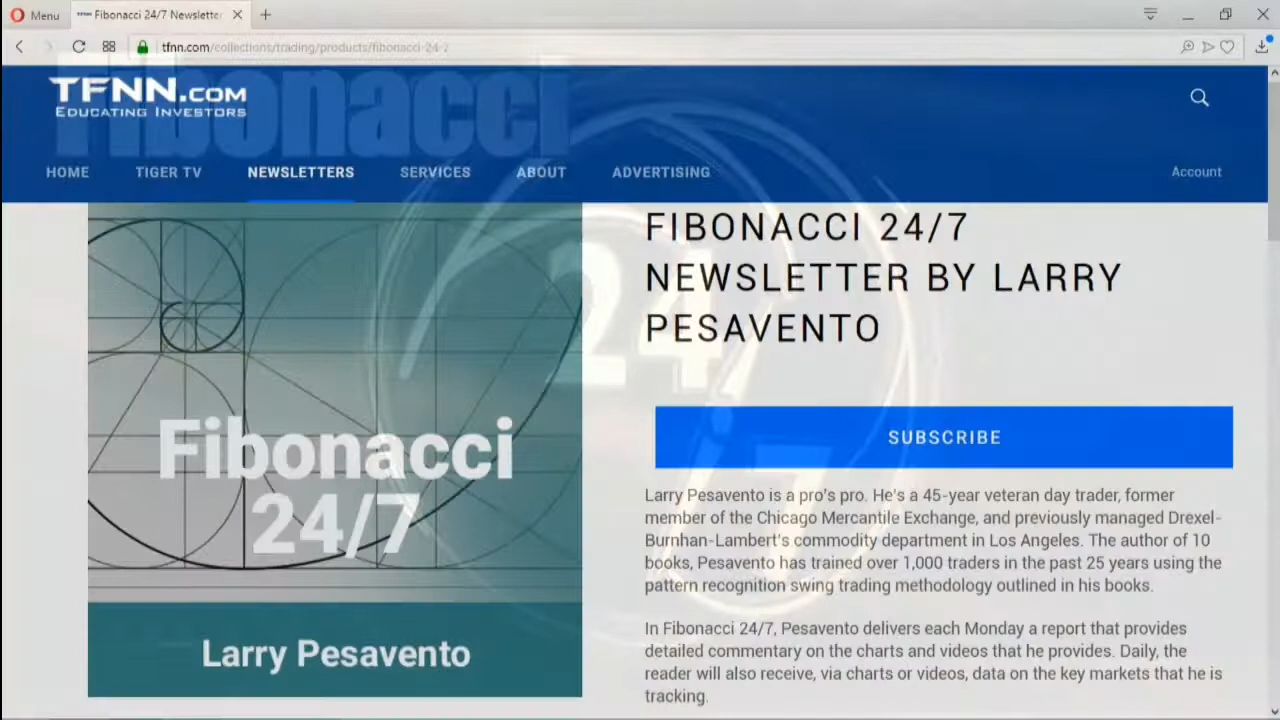 Menu
Fibonacci 24/7 Newsletter
tfnn.com/collections/trading/products/fibonacci-24-7
Fibonacci
TFNN.COM
EDUCATING INVESTORS
HOME TIGER TV NEWSLETTERS SERVICES ABOUT ADVERTISING Account
24/7
Fibonacci
24/7
Larry Pesavento
FIBONACCI 24/7
NEWSLETTER BY LARRY
PESAVENTO
SUBSCRIBE
Larry Pesavento is a pro's pro. He's a 45-year veteran day trader, former
member of the Chicago Mercantile Exchange, and previously managed Drexel-
Burnhan-Lambert's commodity department in Los Angeles. The author of 10
books, Pesavento has trained over 1,000 traders in the past 25 years using the
pattern recognition swing trading methodology outlined in his books.
In Fibonacci 24/7, Pesavento delivers each Monday a report that provides
detailed commentary on the charts and videos that he provides. Daily, the
reader will also receive, via charts or videos, data on the key markets that he is
tracking.